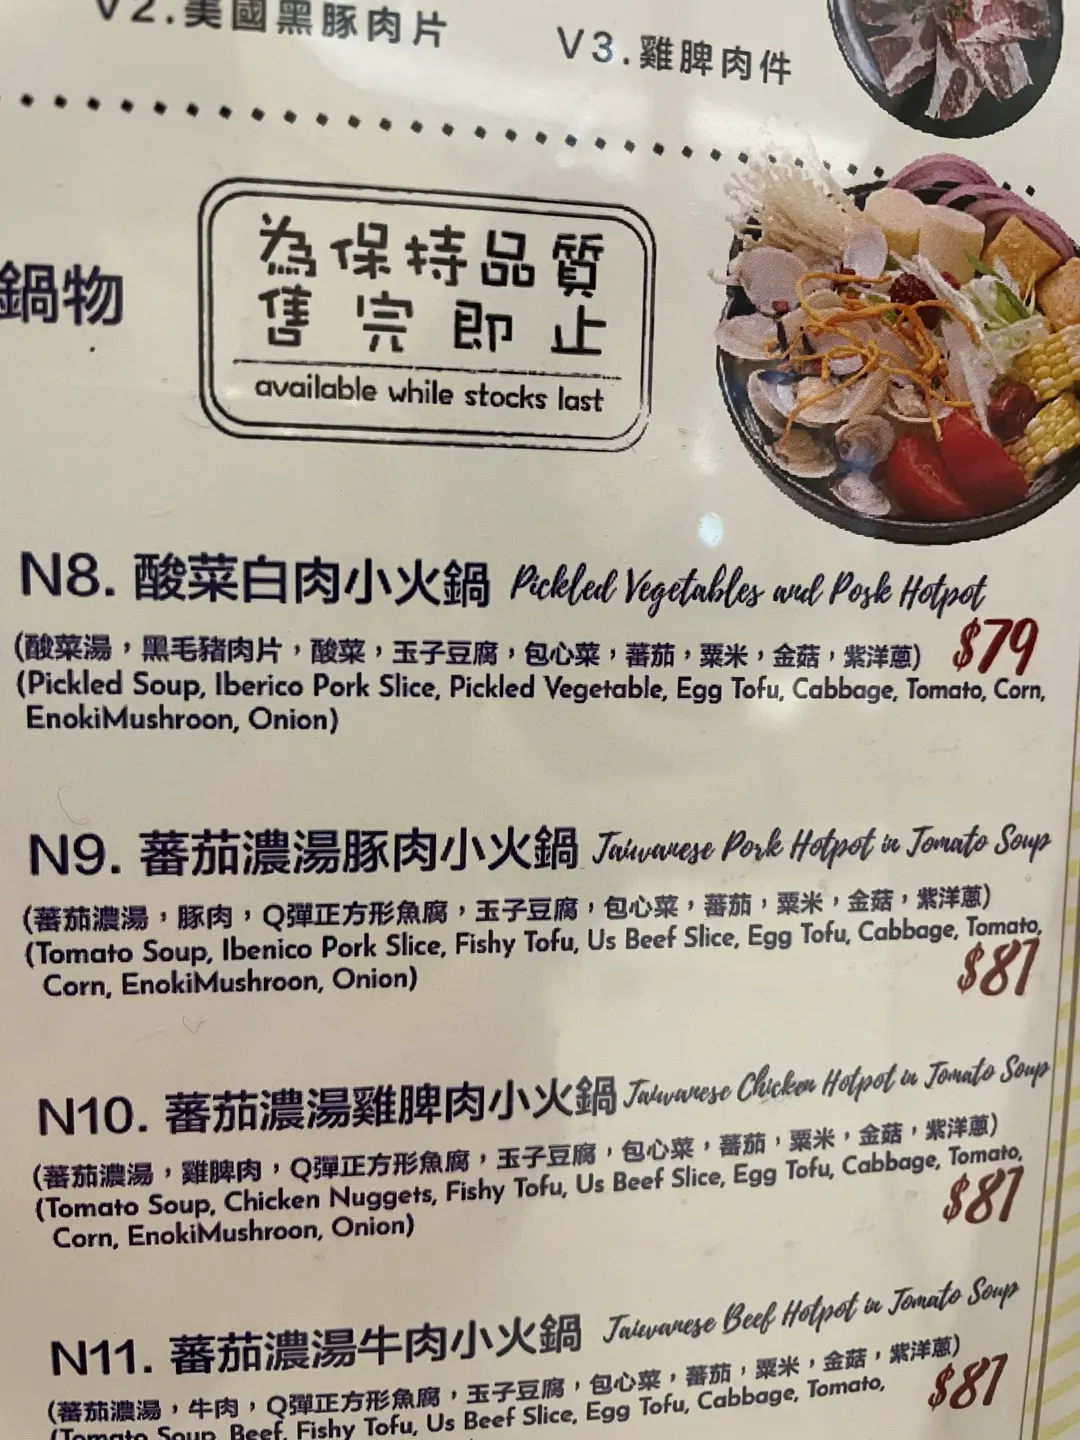 V2.美國黑豚肉片
V3.雞脾肉件
鍋物
為保持品質
售完即止
available while stocks last
N8. 酸菜白肉小火鍋 Pickled Vegetables and Pork Hotpot
(酸菜湯，黑毛豬肉片，酸菜，玉子豆腐，包心菜，蕃茄，粟米，金菇，紫洋蔥) $79
(Pickled Soup, Iberico Pork Slice, Pickled Vegetable, Egg Tofu, Cabbage, Tomato, Corn,
EnokiMushroon, Onion)
N9. 蕃茄濃湯豚肉小火鍋 Taiwanese Pork Hotpot in Tomato Soup
(蕃茄濃湯，豚肉，Q彈正方形魚腐，玉子豆腐，包心菜，蕃茄，粟米，金菇，紫洋蔥)
(Tomato Soup, Ibenico Pork Slice, Fishy Tofu, Us Beef Slice, Egg Tofu, Cabbage, Tomato,
Corn, EnokiMushroon, Onion) $87
N10. 蕃茄濃湯雞脾肉小火鍋 Taiwanese Chicken Hotpot in Tomato Soup
(蕃茄濃湯，雞脾肉，Q彈正方形魚腐，玉子豆腐，包心菜，蕃茄，粟米，金菇，紫洋蔥)
(Tomato Soup, Chicken Nuggets, Fishy Tofu, Us Beef Slice, Egg Tofu, Cabbage, Tomato,
Corn, EnokiMushroon, Onion) $87
N11. 蕃茄濃湯牛肉小火鍋 Taiwanese Beef Hotpot in Tomato Soup
(蕃茄濃湯，牛肉，Q彈正方形魚腐，玉子豆腐，包心菜，蕃茄，粟米，金菇，紫洋蔥) $87
(Tomato Soup, Beef, Fishy Tofu, Us Beef Slice, Egg Tofu, Cabbage, Tomato,